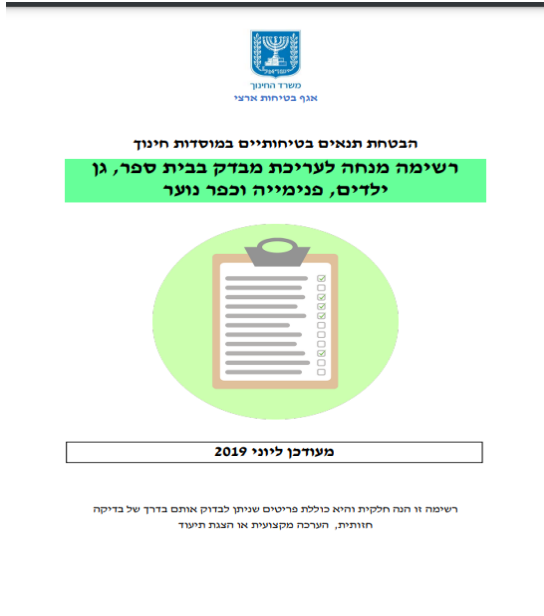 משרד החינוך
אגף בטיחות ארצי
הבטחת תנאים בטיחותיים במוסדות חינוך
רשימה מנחה לעריכת מבדק בבית ספר, גן
ילדים, פנימייה וכפר נוער
מעודכן ליוני 2019
רשימה זו הנה חלקית והיא כוללת פריטים שניתן לבדוק אותם בדרך של בדיקה
חזותית, הערכה מקצועית או הצגת תיעוד